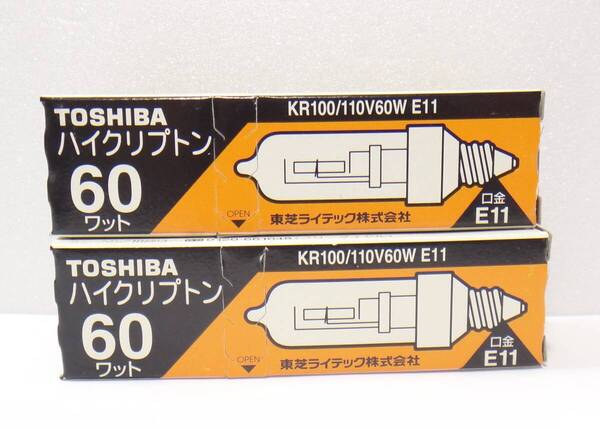 TOSHIBA
ハイクリプトン
60
ワット
KR100/110V60W E11
OPEN
東芝ライテック株式会社
口金
E11
TOSHIBA
ハイクリプトン
60
ワット
KR100/110V60W E11
OPEN
東芝ライテック株式会社
口金
E11